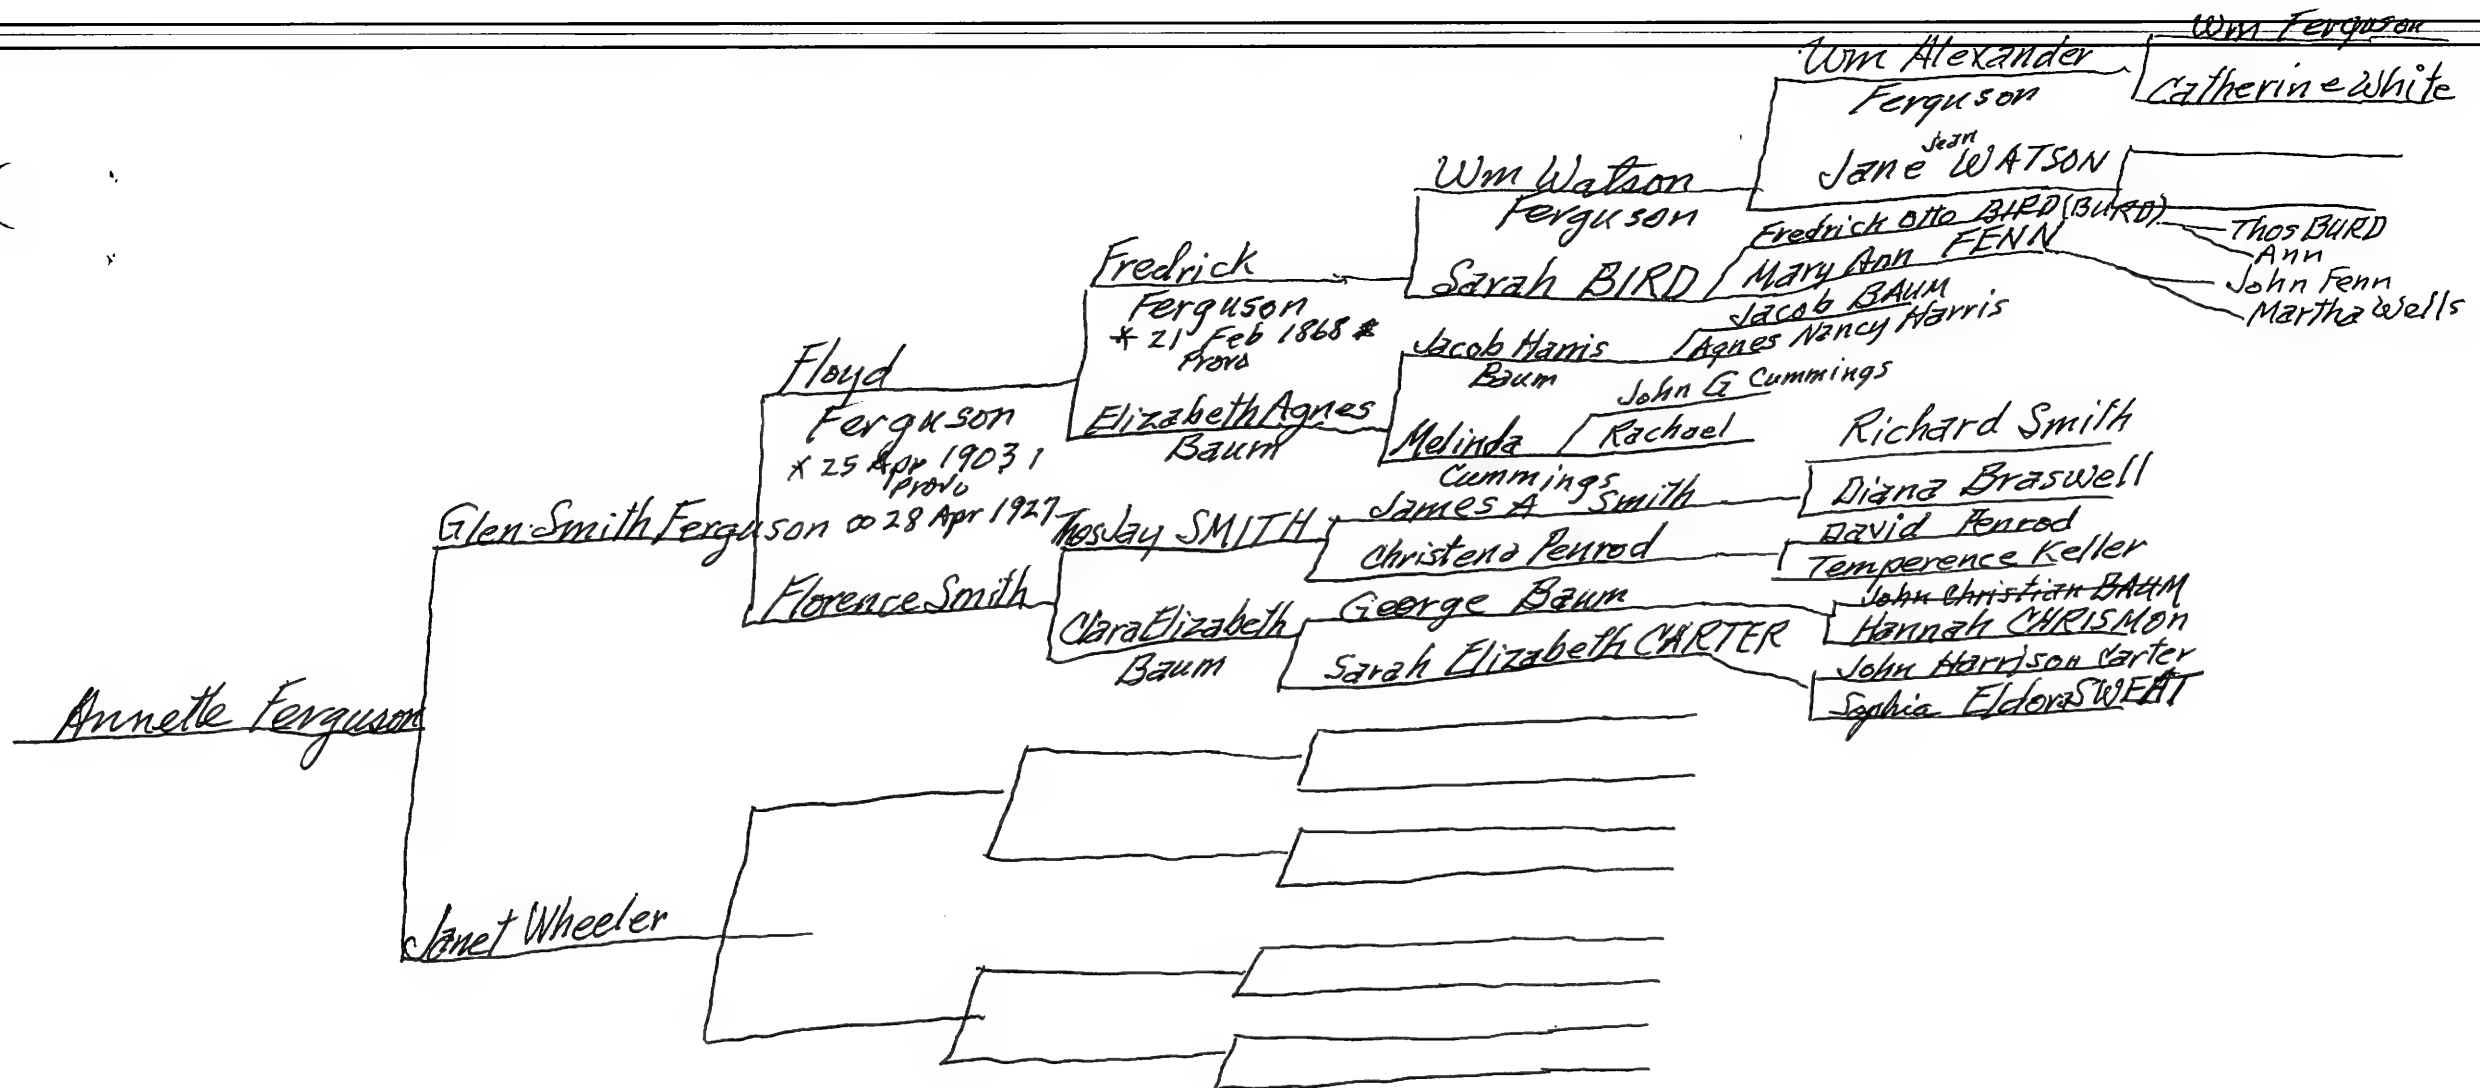 Wm Ferguson
Wm Alexander
Ferguson
Catherine White
Jean
Jane WATSON
Wm Watson
Ferguson
Fredrick Otto BIRD (BURD)
Thos BURD
Ann
Mary Ann FENN
John Fenn
Martha Wells
Fredrick
Ferguson
* 21 Feb 1868 *
Provo
Sarah BIRD
Jacob BAUM
Agnes Nancy Harris
Jacob Harris
Baum
Floyd
Ferguson
* 25 Apr 1903
Provo
Elizabeth Agnes
Baum
John G Cummings
Rachael
Melinda
Cummings
Richard Smith
Diana Braswell
James A Smith
Glen Smith Ferguson ∞ 28 Apr 1927
Thos Jay SMITH
Christena Penrod
David Penrod
Temperence Keller
Florence Smith
George Baum
John Christian BAUM
Hannah CHRISMON
Clara Elizabeth
Baum
Sarah Elizabeth CARTER
John Harrison Carter
Sophia Eldora SWEAT
Annette Ferguson
Janet Wheeler